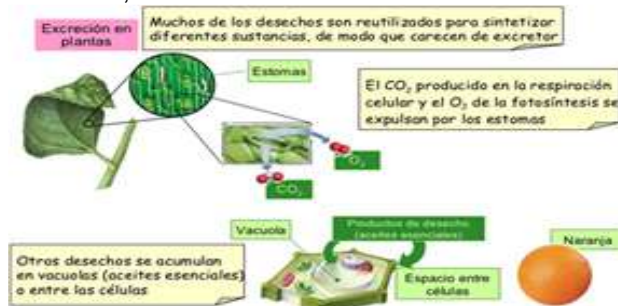 Excreción en
plantas
Muchos de los desechos son reutilizados para sintetizar
diferentes sustancias, de modo que carecen de excretor
Estomas
El CO₂ producido en la respiración
celular y el O₂ de la fotosíntesis se
expulsan por los estomas
O₂
CO₂
Vacuola
Productos de desecho
(aceites esenciales)
Naranja
Otros desechos se acumulan
en vacuolas (aceites esenciales)
o entre las células
Espacio entre
células